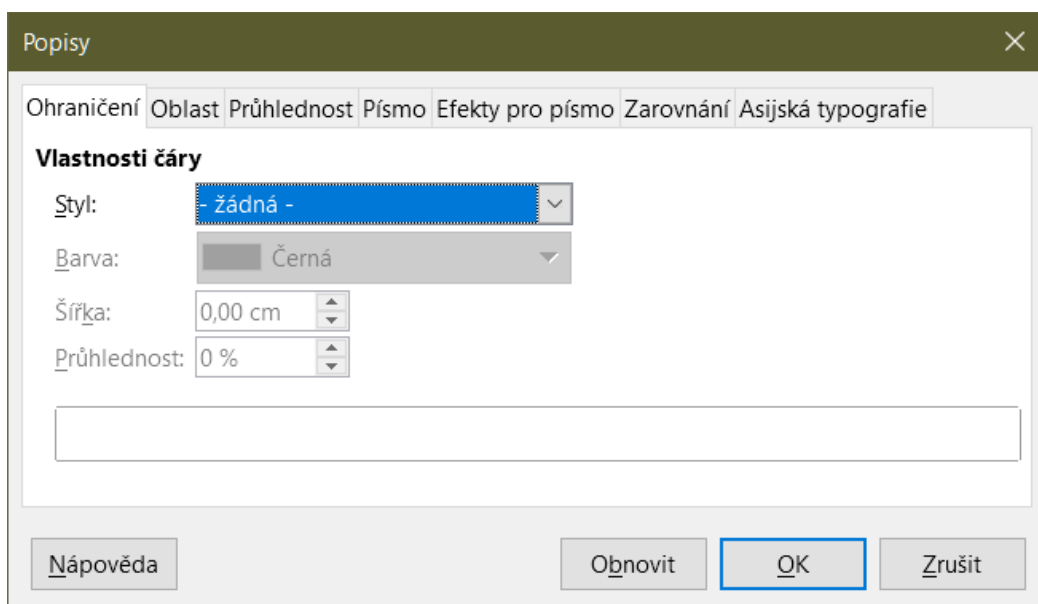 Popisy
Ohraničení Oblast Průhlednost Písmo Efekty pro písmo Zarovnání Asijská typografie
Vlastnosti čáry
Styl: - žádná -
Barva: Černá
Šířka: 0,00 cm
Průhlednost: 0 %
Nápověda Obnovit OK Zrušit